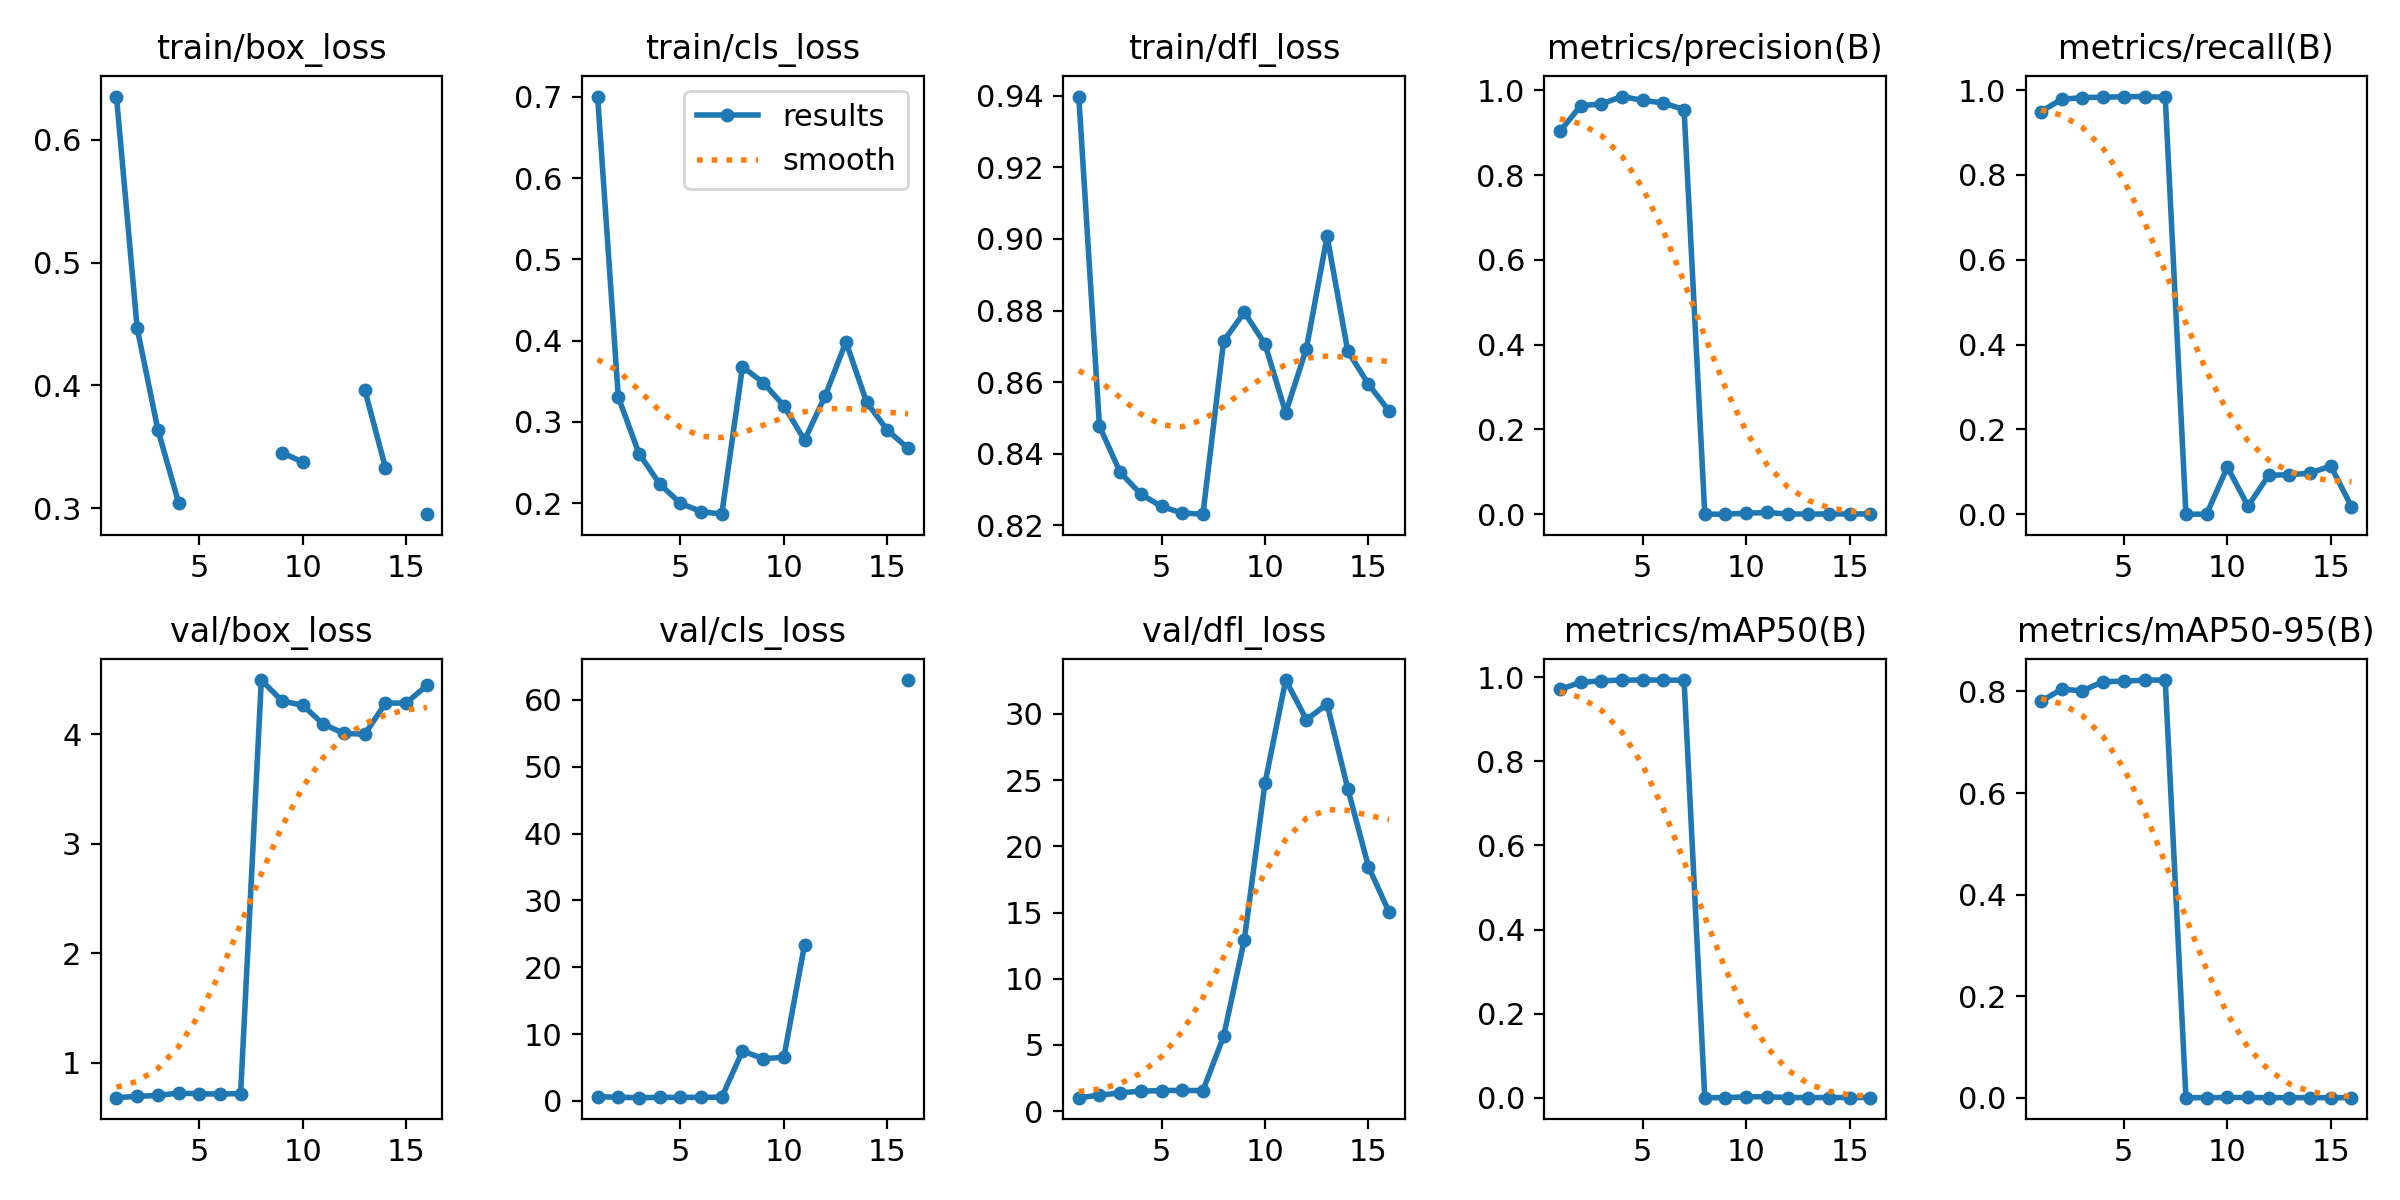 train/box_loss
0.6
0.5
0.4
0.3
5 10 15
train/cls_loss
0.7
0.6
0.5
0.4
0.3
0.2
5 10 15
results
smooth
train/dfl_loss
0.94
0.92
0.90
0.88
0.86
0.84
0.82
5 10 15
metrics/precision(B)
1.0
0.8
0.6
0.4
0.2
0.0
5 10 15
metrics/recall(B)
1.0
0.8
0.6
0.4
0.2
0.0
5 10 15
val/box_loss
4
3
2
1
5 10 15
val/cls_loss
60
50
40
30
20
10
0
5 10 15
val/dfl_loss
30
25
20
15
10
5
0
5 10 15
metrics/mAP50(B)
1.0
0.8
0.6
0.4
0.2
0.0
5 10 15
metrics/mAP50-95(B)
0.8
0.6
0.4
0.2
0.0
5 10 15